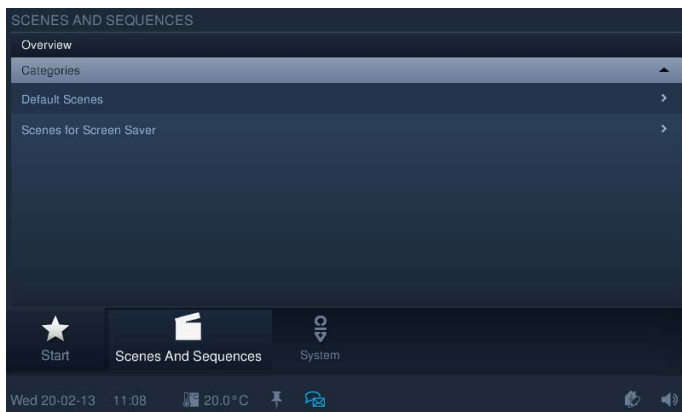 SCENES AND SEQUENCES
Overview
Categories
Default Scenes
Scenes for Screen Saver
Start Scenes And Sequences System
Wed 20-02-13 11:08 20.0°C